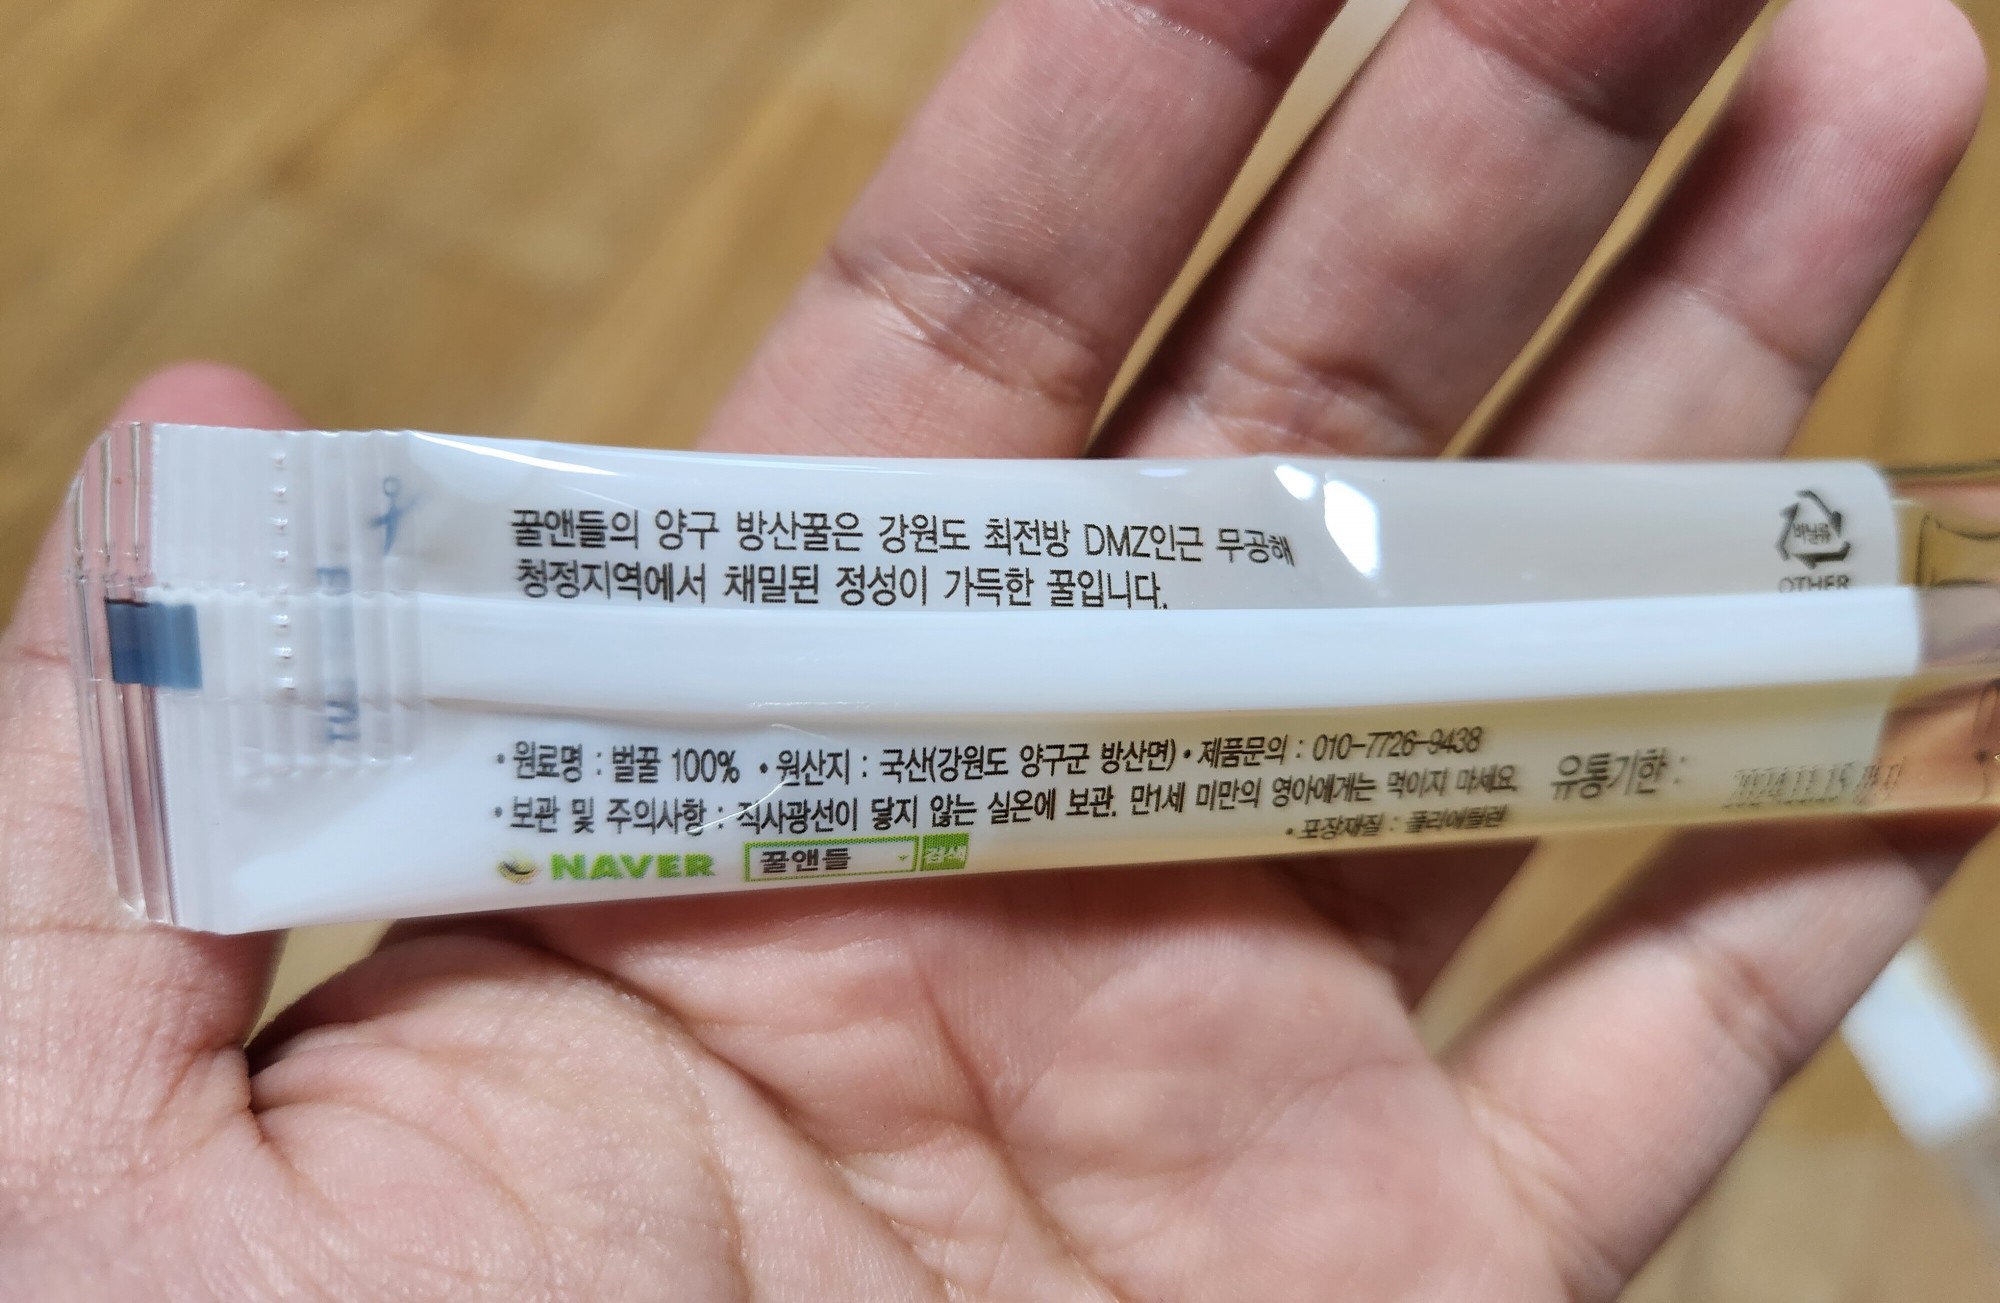 꿀앤들의 양구 방산꿀은 강원도 최전방 DMZ인근 무공해
청정지역에서 채밀된 정성이 가득한 꿀입니다.
비닐류
OTHER
• 원료명 : 벌꿀 100% • 원산지 : 국산(강원도 양구군 방산면) • 제품문의 : 010-7726-9438
• 보관 및 주의사항 : 직사광선이 닿지 않는 실온에 보관. 만1세 미만의 영아에게는 먹이지 마세요.
• 포장재질 : 폴리에틸렌
유통기한 : 2024.11.15
NAVER 꿀앤들 검색